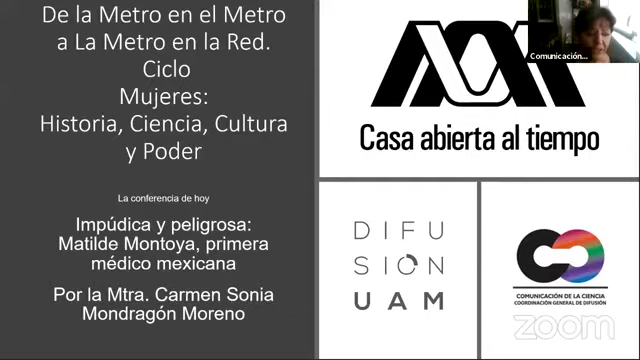 De la Metro en el Metro
a La Metro en la Red.
Ciclo
Mujeres:
Historia, Ciencia, Cultura
y Poder
La conferencia de hoy
Impúdica y peligrosa:
Matilde Montoya, primera
médico mexicana
Por la Mtra. Carmen Sonia
Mondragón Moreno
Comunicación...
Casa abierta al tiempo
DIFU
SIÓN
UAM
COMUNICACIÓN DE LA CIENCIA
COORDINACIÓN GENERAL DE DIFUSIÓN
zoom